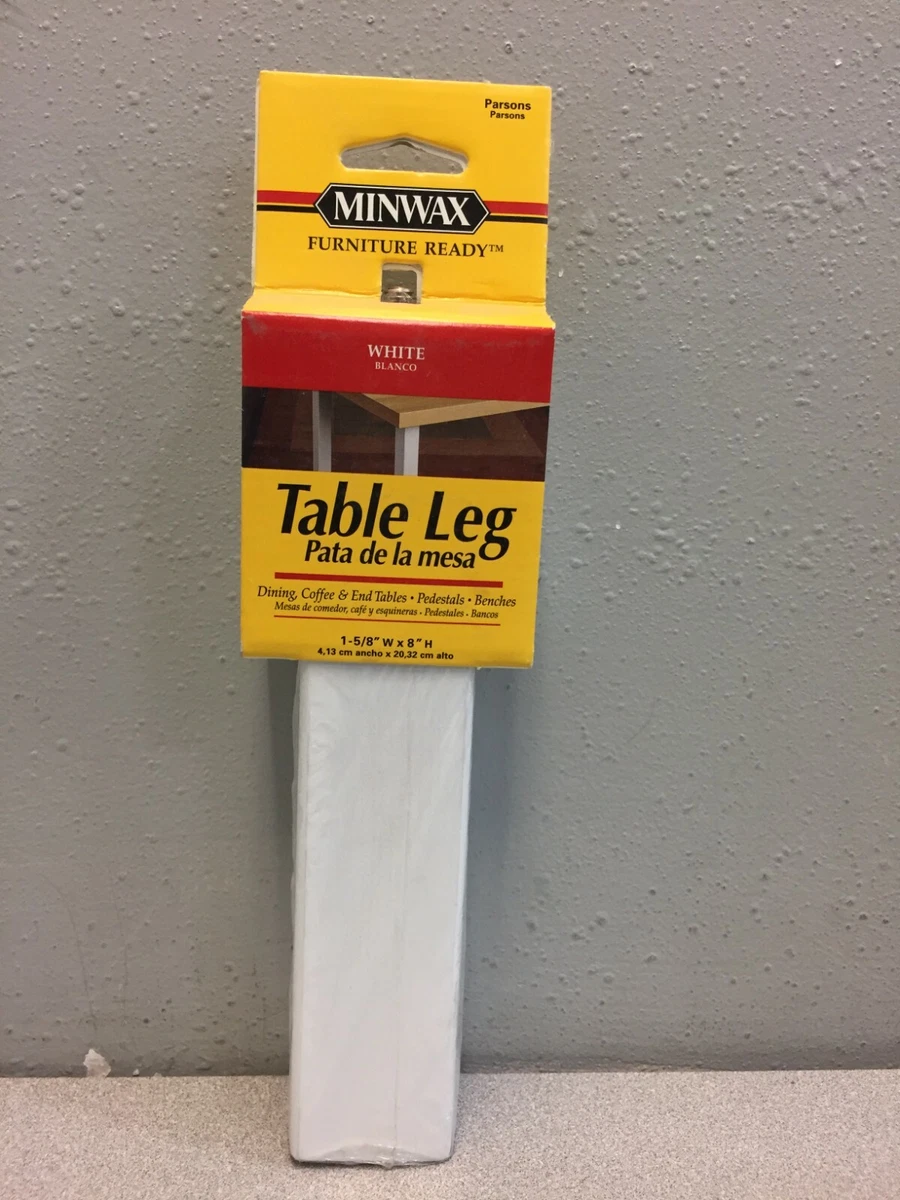 Parsons
Parsons
MINWAX
FURNITURE READY™
WHITE
BLANCO
Table Leg
Pata de la mesa
Dining, Coffee & End Tables • Pedestals • Benches
Mesas de comedor, café y esquineras - Pedestales - Bancos
1-5/8" W x 8" H
4,13 cm ancho x 20,32 cm alto